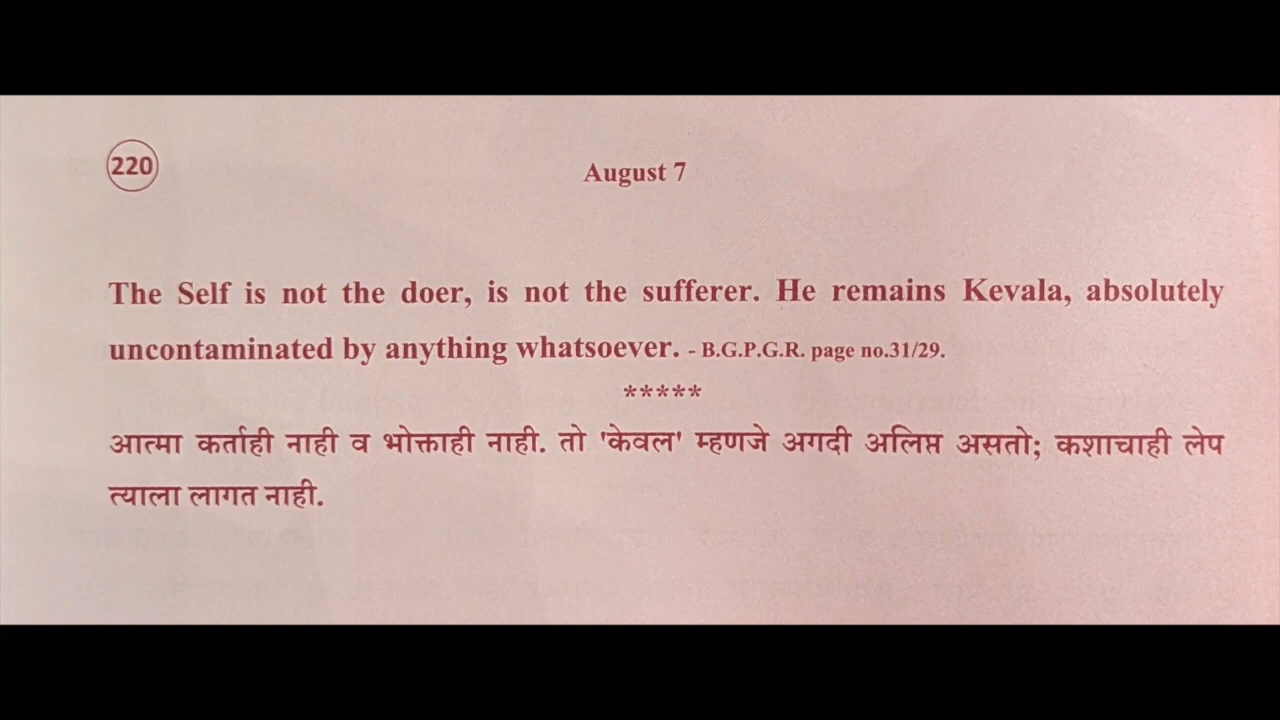 220
August 7
The Self is not the doer, is not the sufferer. He remains Kevala, absolutely
uncontaminated by anything whatsoever. - B.G.P.G.R. page no.31/29.
*****
आत्मा कर्ताही नाही व भोक्ताही नाही. तो 'केवल' म्हणजे अगदी अलिप्त असतो; कशाचाही लेप
त्याला लागत नाही.